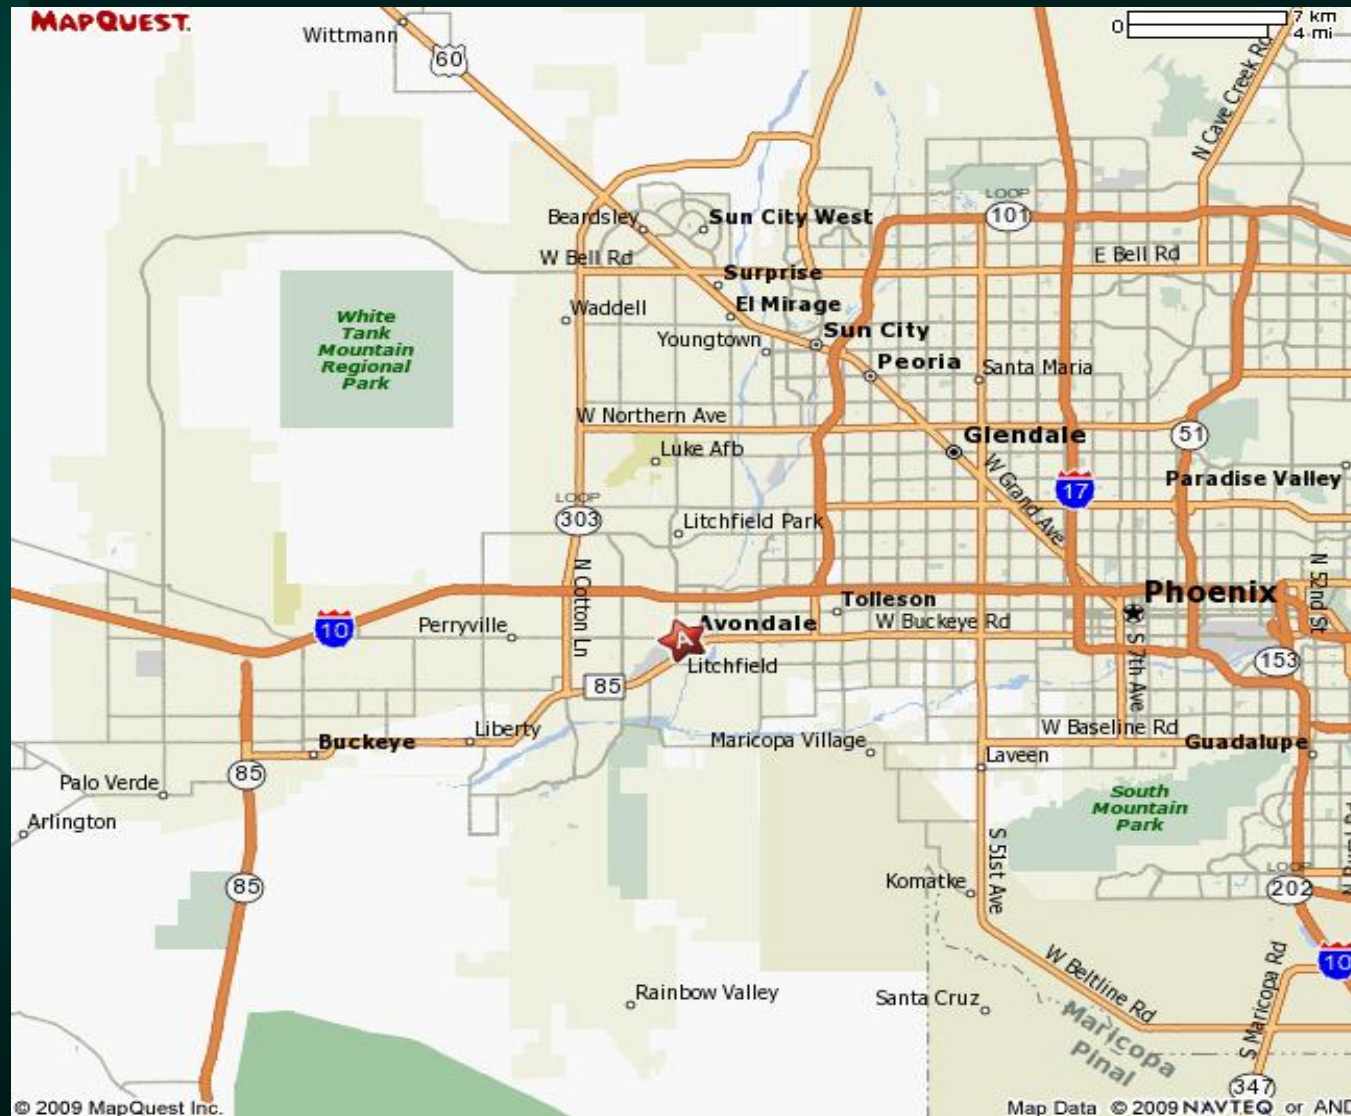 MAPQUEST.
0
7 km
4 mi
Wittmann
60
N Cave Creek Rd
Beardsley
Sun City West
LOOP
101
W Bell Rd
E Bell Rd
Surprise
Waddell
El Mirage
White
Tank
Mountain
Regional
Park
Youngtown
Sun City
Peoria
Santa Maria
W Northern Ave
Glendale
51
Luke Afb
W Grand Ave
17
Paradise Valley
LOOP
303
Litchfield Park
N Cotton Ln
N 52nd St
Phoenix
Tolleson
10
Perryville
A
Avondale
W Buckeye Rd
Litchfield
S 7th Ave
153
85
Liberty
W Baseline Rd
Buckeye
Maricopa Village
Guadalupe
Laveen
85
Palo Verde
South
Mountain
Park
Arlington
S 51st Ave
85
Komatke
LOOP
202
W Beltline Rd
10
Rainbow Valley
Santa Cruz
S Maricopa Rd
Maricopa
Pinal
347
© 2009 MapQuest Inc.
Map Data © 2009 NAVTEQ or AND